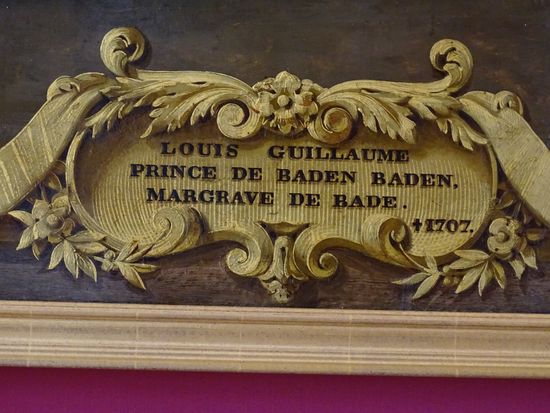 LOUIS GUILLAUME
PRINCE DE BADEN BADEN,
MARGRAVE DE BADE.
✝1707.